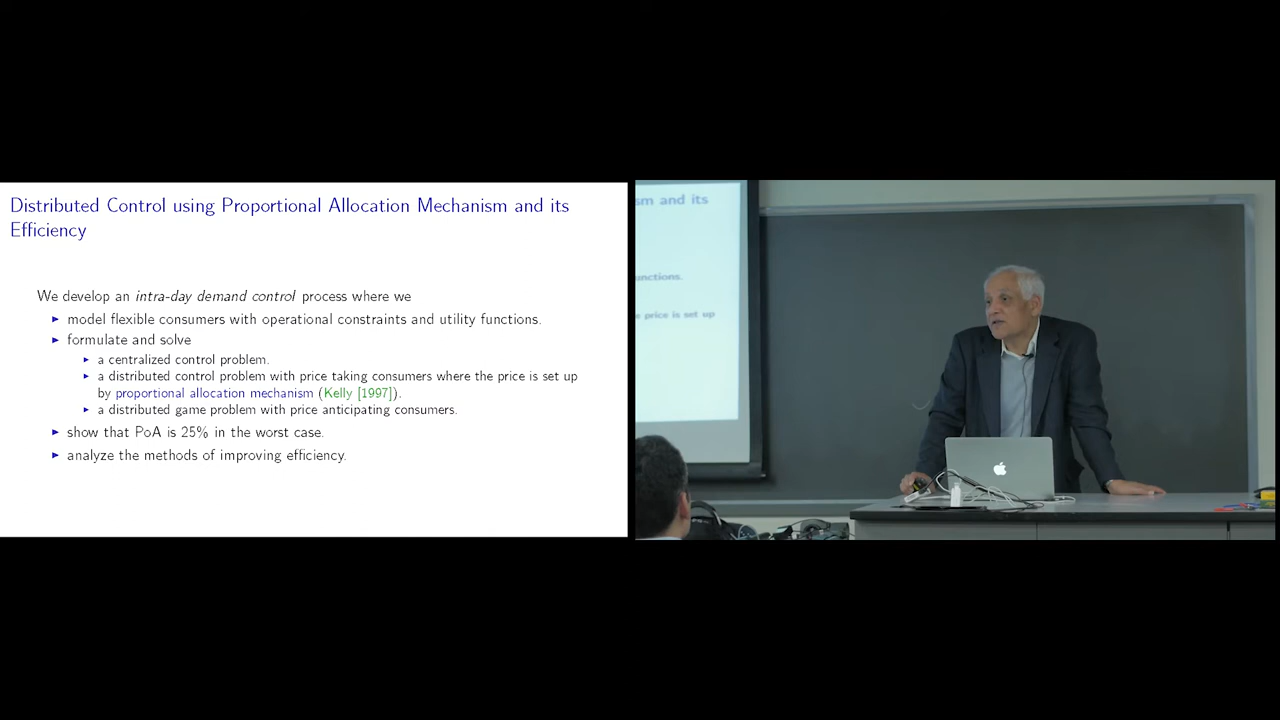 Distributed Control using Proportional Allocation Mechanism and its
Efficiency
We develop an intra-day demand control process where we
► model flexible consumers with operational constraints and utility functions.
► formulate and solve
► a centralized control problem.
► a distributed control problem with price taking consumers where the price is set up
by proportional allocation mechanism (Kelly [1997]).
► a distributed game problem with price anticipating consumers.
► show that PoA is 25% in the worst case.
► analyze the methods of improving efficiency.
sm and its
unctions.
e price is set up